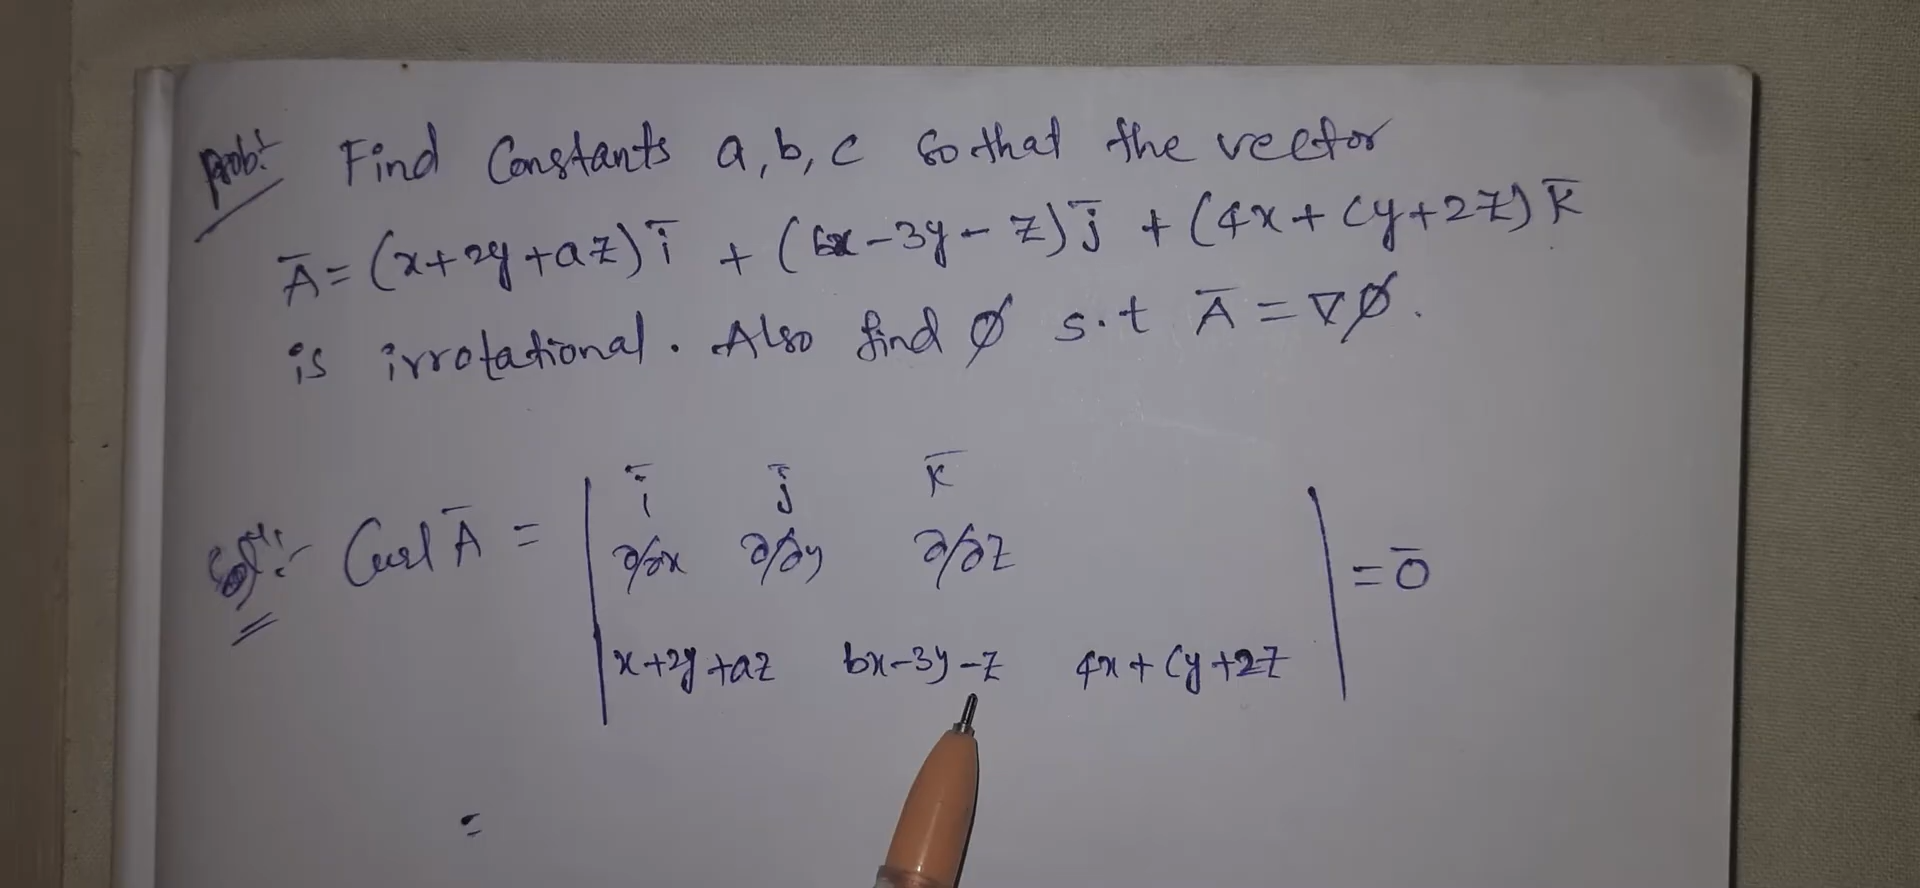 Prob:- Find Constants a, b, c so that the vector
A̅ = (x+2y+az) i̅ + (bx-3y-z) j̅ + (4x+cy+2z) k̅
is irrotational. Also find ϕ s.t A̅ = ∇ϕ.
i̅ j̅ k̅
Sol:- Curl A̅ = | ∂/∂x ∂/∂y ∂/∂z | = 0̅
x+2y+az bx-3y-z 4x+cy+2z
=